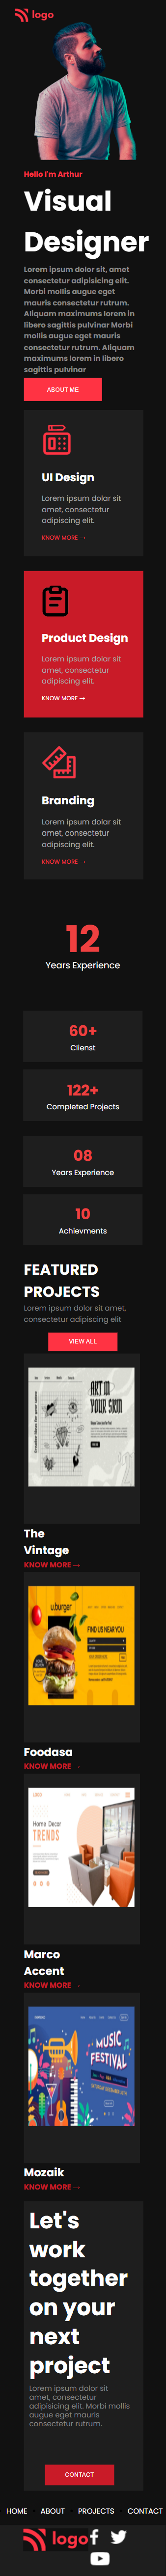 logo
Hello I'm Arthur
Visual
Designer
Lorem ipsum dolor sit, amet
consectetur adipisicing elit.
Morbi mollis augue eget
mauris consectetur rutrum.
Aliquam maximums lorem in
libero sagittis pulvinar Morbi
mollis augue eget mauris
consectetur rutrum. Aliquam
maximums lorem in libero
sagittis pulvinar
ABOUT ME
UI Design
Lorem ipsum dolor sit
amet, consectetur
adipiscing elit.
KNOW MORE →
Product Design
Lorem ipsum dolor sit
amet, consectetur
adipiscing elit.
KNOW MORE →
Branding
Lorem ipsum dolor sit
amet, consectetur
adipiscing elit.
KNOW MORE →
12
Years Experience
60+
Clienst
122+
Completed Projects
08
Years Experience
10
Achievments
FEATURED
PROJECTS
Lorem ipsum dolor sit amet,
consectetur adipiscing elit
VIEW ALL
ART IN
YOUR SKIN
The
Vintage
KNOW MORE →
u.burger
FIND US NEAR YOU
Foodasa
KNOW MORE →
Home Decor
TRENDS
Marco
Accent
KNOW MORE →
MUSIC
FESTIVAL
Mozaik
KNOW MORE →
Let's
work
together
on your
next
project
Lorem ipsum dolor sit
amet, consectetur
adipiscing elit. Morbi mollis
augue eget mauris
consectetur rutrum.
CONTACT
HOME ABOUT PROJECTS CONTACT
logo